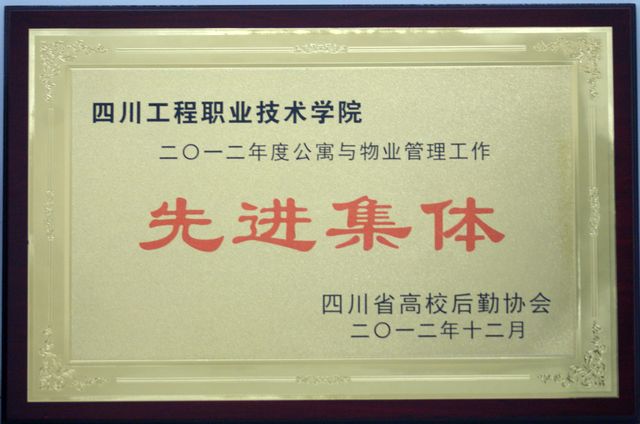 四川工程职业技术学院
二〇一二年度公寓与物业管理工作
先进集体
四川省高校后勤协会
二〇一二年十二月